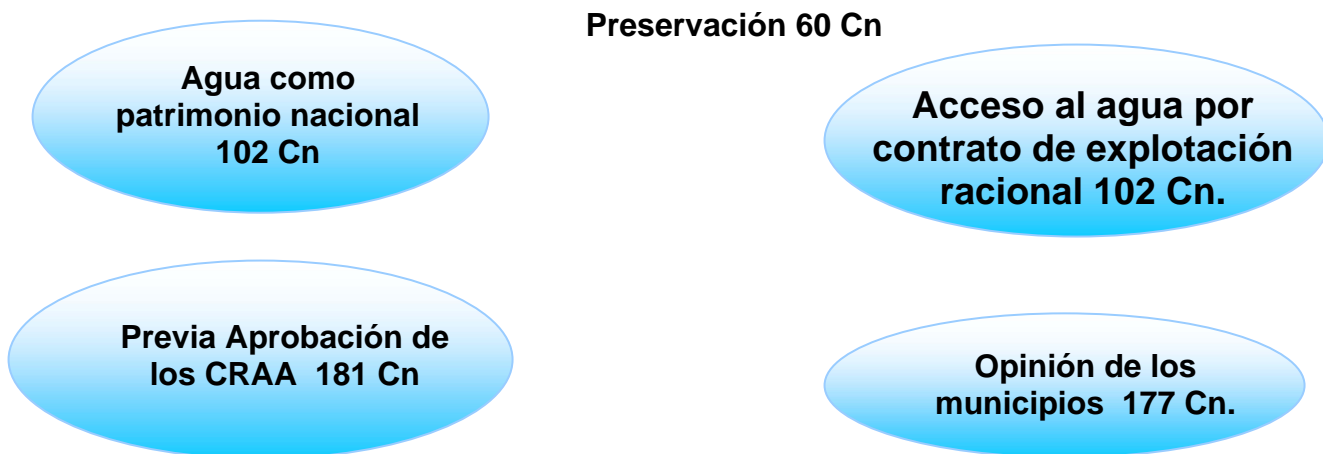 Preservación 60 Cn
Agua como
patrimonio nacional
102 Cn
Acceso al agua por
contrato de explotación
racional 102 Cn.
Previa Aprobación de
los CRAA 181 Cn
Opinión de los
municipios 177 Cn.